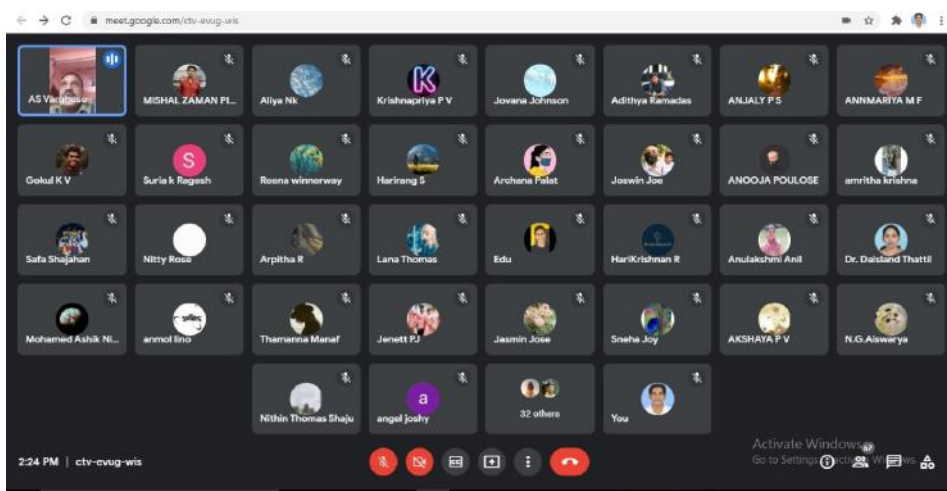 meet.google.com/ctv-evug-wis
AS Varghese
MISHAL ZAMAN PI...
Aliya Nk
Krishnapriya P V
Jovana Johnson
Adithya Ramadas
ANJALY P S
ANNMARIYA M F
Gokul K V
S
Suria k Ragesh
Reena winnerway
Harirang S
Archana Palat
Joswin Joe
ANOOJA POULOSE
amritha krishna
Safa Shajahan
Nitty Rose
Arpitha R
Lana Thomas
Edu
HariKrishnan R
Anulakshmi Anil
Dr. Daisland Thattil
Mohamed Ashik Ni...
anmol lino
Thamanna Manaf
Jenett PJ
Jasmin Jose
Sneha Joy
AKSHAYA P V
N.G.Aiswarya
Nithin Thomas Shaju
a
angel joshy
32 others
You
2:24 PM | ctv-evug-wis
Activate Windows
Go to Settings
67